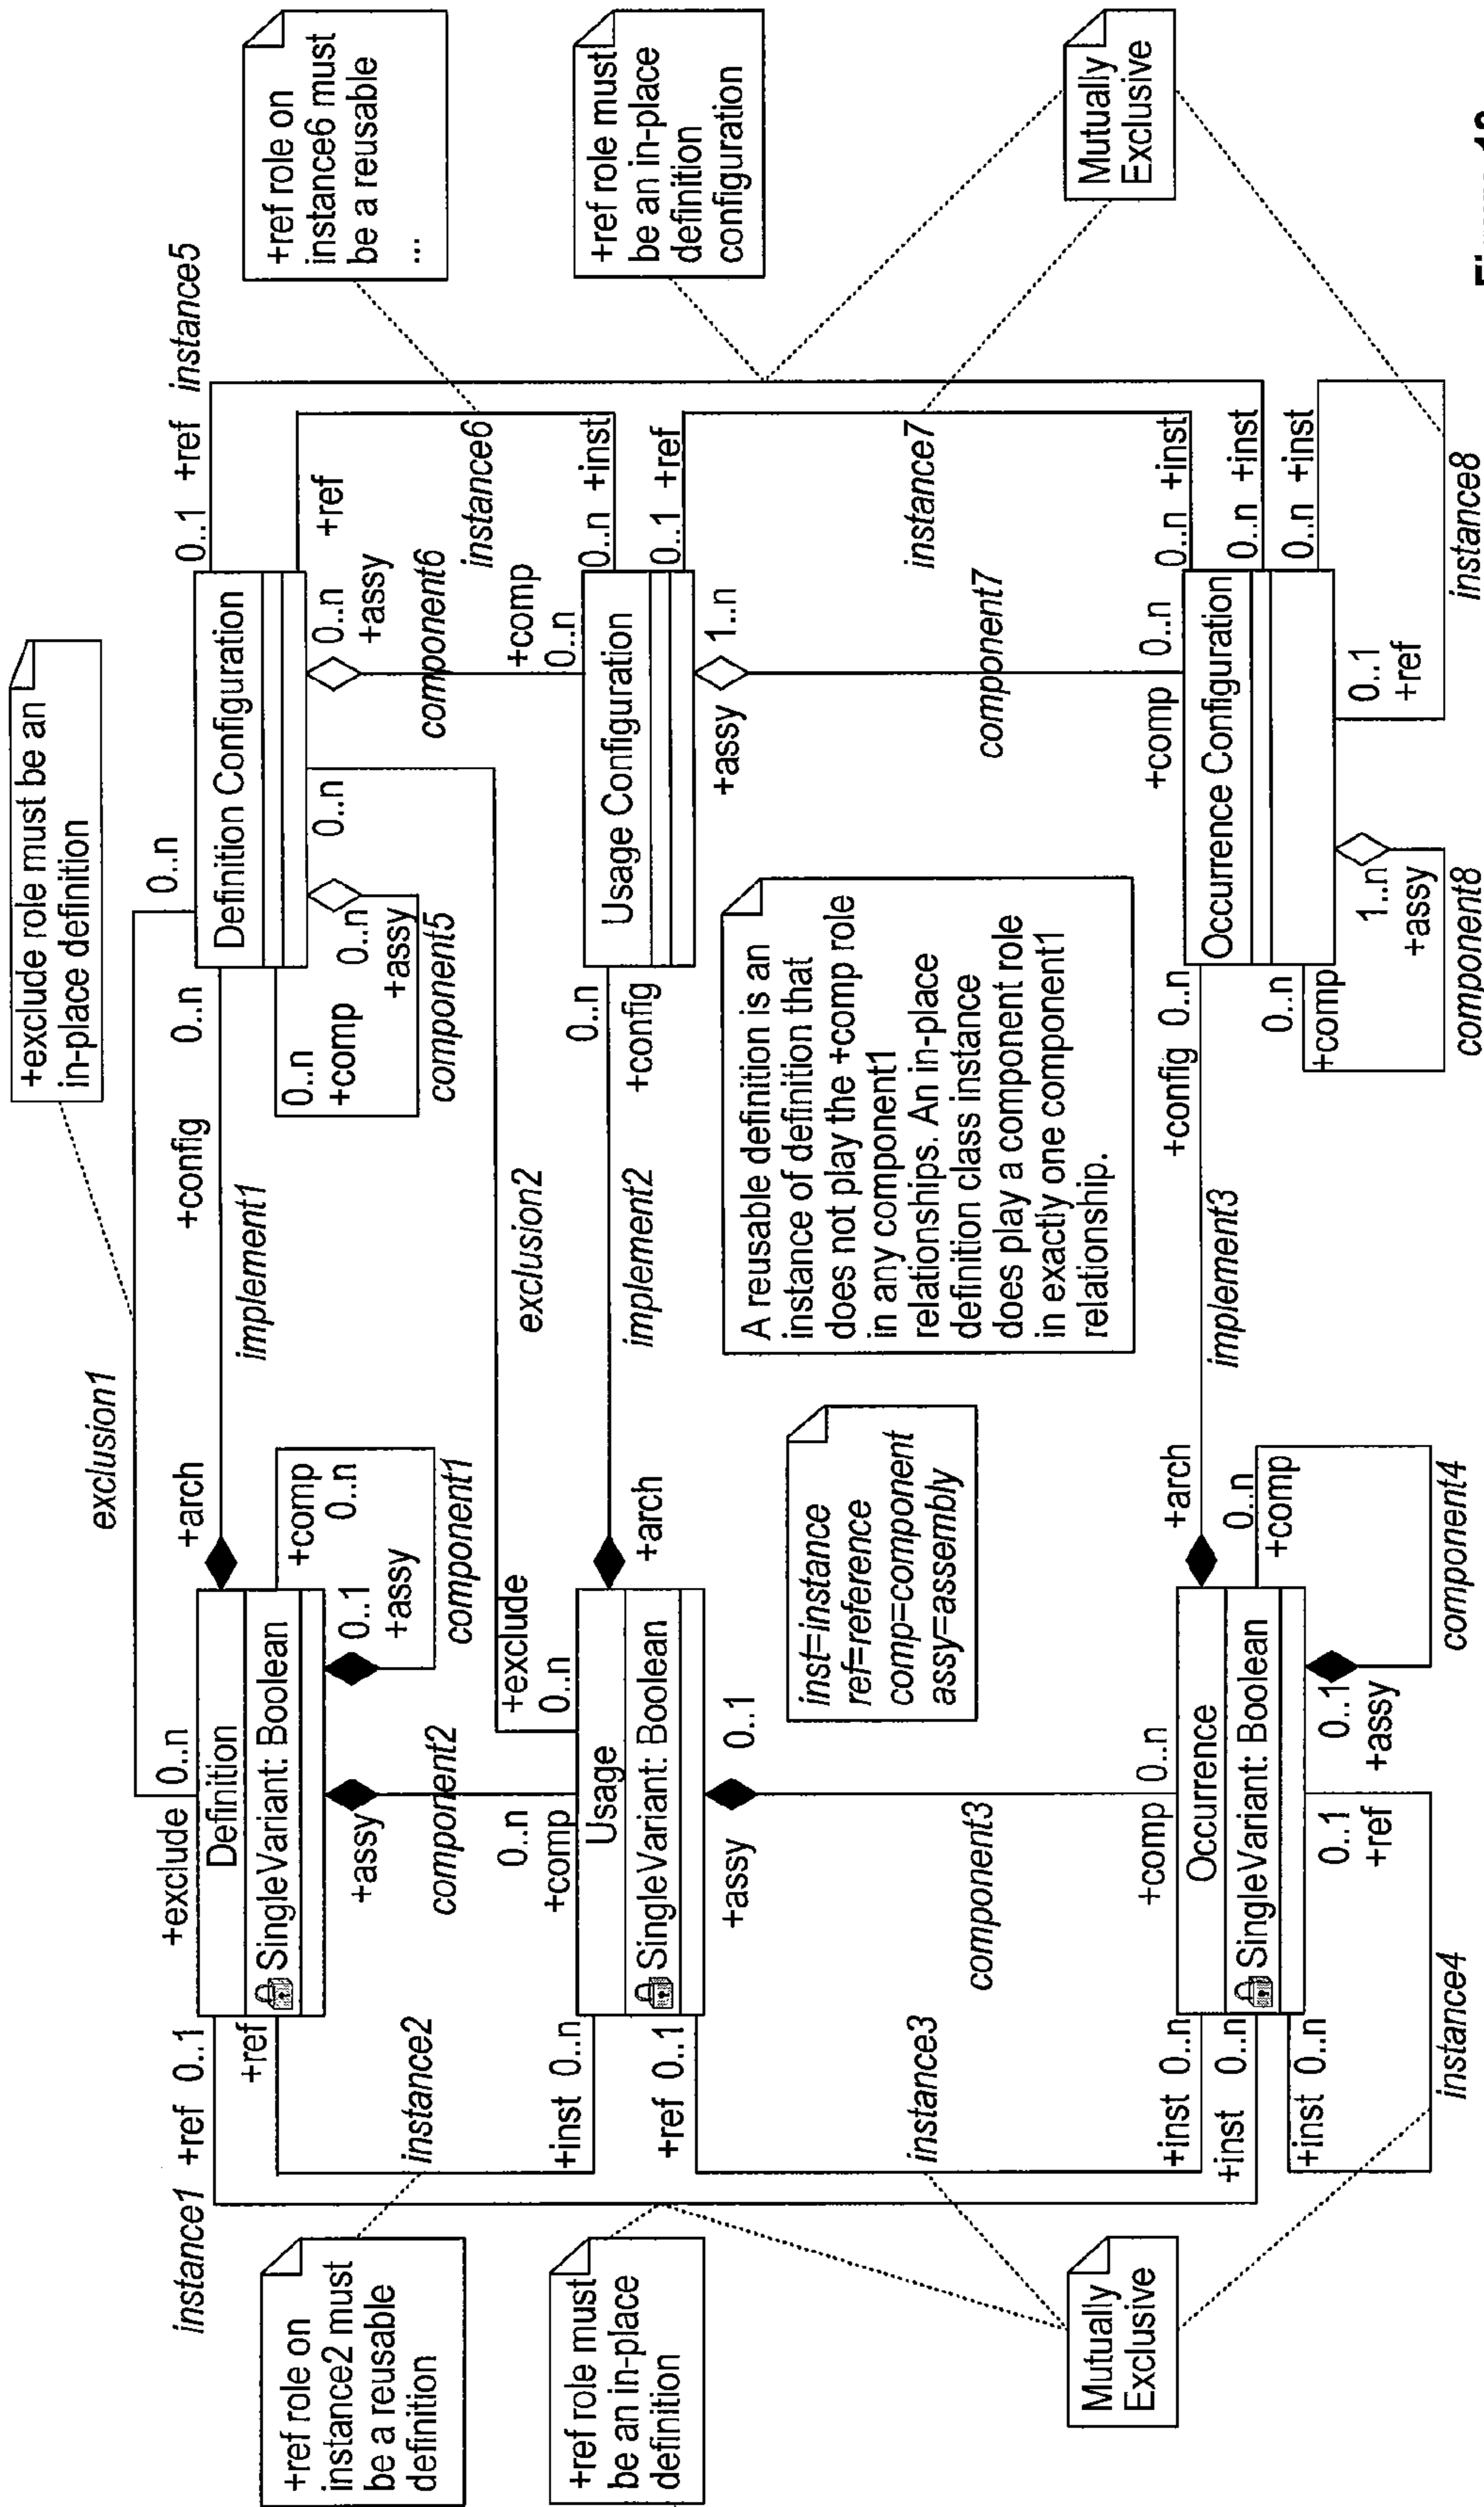 +exclude role must be an
in-place definition
+ref role on
instance2 must
be a reusable
definition
+ref role must
be an in-place
definition
Mutually
Exclusive
instance1 +ref 0..1
+ref
instance2
+inst 0..n
+ref 0..1
instance3
+inst 0..n
+inst 0..n
+inst 0..n
instance4
+exclude 0..n
Definition
SingleVariant: Boolean
+assy
component2
0..n
+comp
0..1
+assy
component1
+comp
0..n
exclusion1
+arch
implement1
+config
0..n
0..n
Definition Configuration
Usage
SingleVariant: Boolean
+exclude
0..n
exclusion2
0..n
+arch
implement2
0..n
+config
Usage Configuration
+assy
0..1
component3
+comp 0..n
inst=instance
ref=reference
comp=component
assy=assembly
A reusable definition is an
instance of definition that
does not play the +comp role
in any component1
relationships. An in-place
definition class instance
does play a component role
in exactly one component1
relationship.
Occurrence
SingleVariant: Boolean
0..1
+ref
0..1
+assy
component4
0..n
+comp
+arch
implement3
+config 0..n
Occurrence Configuration
0..n
+comp
component5
0..n
+assy
0..n
+assy
component6
+comp
0..n
+ref
instance6
0..n +inst
0..1 +ref instance5
+assy
1..n
0..1 +ref
component7
+comp
0..n
instance7
0..n +inst
0..n +inst
0..n +inst
0..n
+comp
component8
1..n
+assy
0..1
+ref
instance8
+ref role on
instance6 must
be a reusable
...
+ref role must
be an in-place
definition
configuration
Mutually
Exclusive